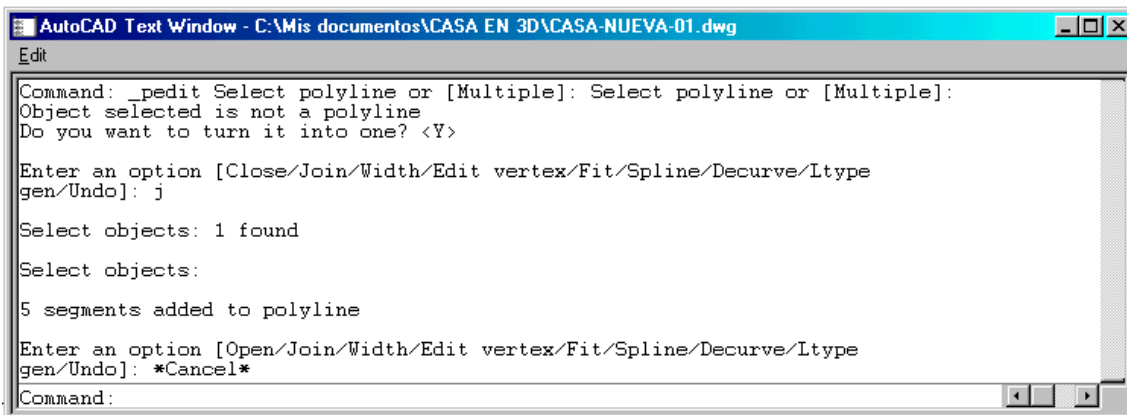 AutoCAD Text Window - C:\Mis documentos\CASA EN 3D\CASA-NUEVA-01.dwg
Edit
Command: _pedit Select polyline or [Multiple]: Select polyline or [Multiple]:
Object selected is not a polyline
Do you want to turn it into one? <Y>
Enter an option [Close/Join/Width/Edit vertex/Fit/Spline/Decurve/Ltype
gen/Undo]: j
Select objects: 1 found
Select objects:
5 segments added to polyline
Enter an option [Open/Join/Width/Edit vertex/Fit/Spline/Decurve/Ltype
gen/Undo]: *Cancel*
Command: